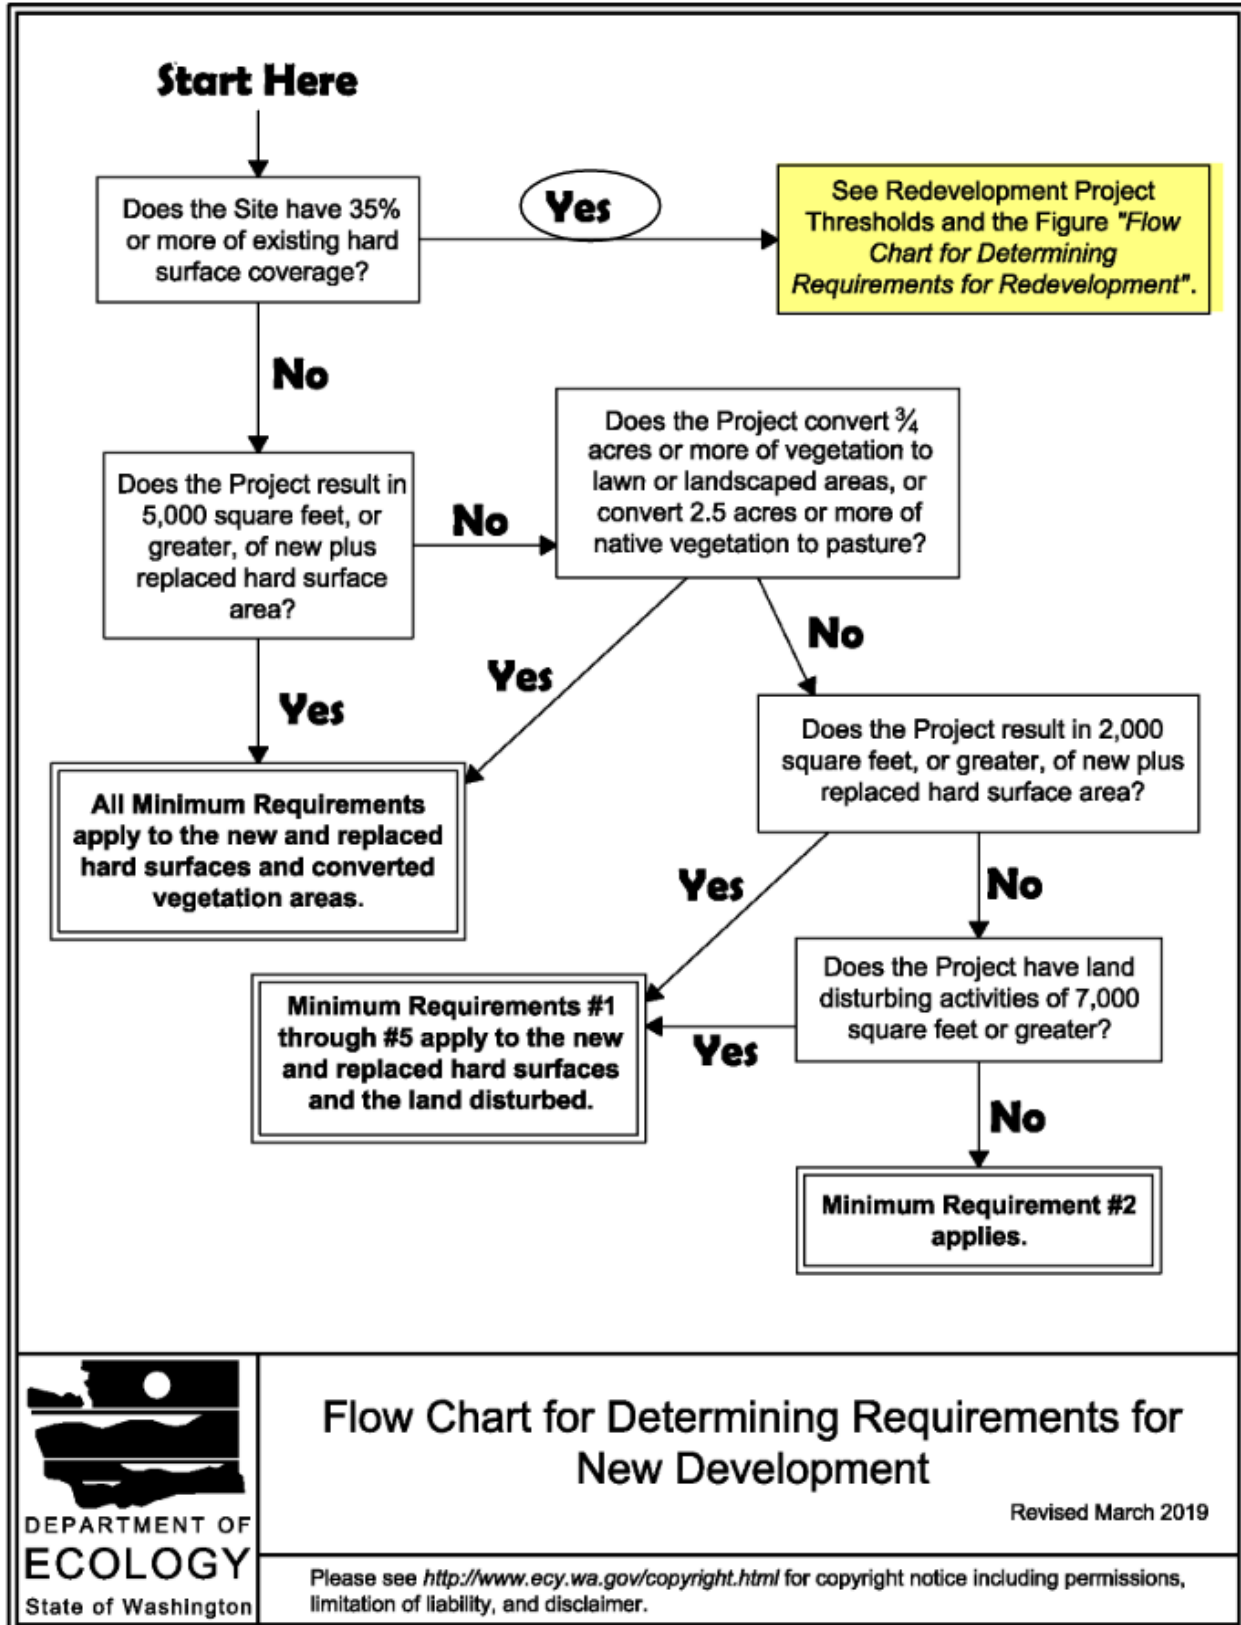 Start Here
Does the Site have 35%
or more of existing hard
surface coverage?
Yes
See Redevelopment Project
Thresholds and the Figure "Flow
Chart for Determining
Requirements for Redevelopment".
No
Does the Project result in
5,000 square feet, or
greater, of new plus
replaced hard surface
area?
No
Does the Project convert ¾
acres or more of vegetation to
lawn or landscaped areas, or
convert 2.5 acres or more of
native vegetation to pasture?
Yes
Yes
No
All Minimum Requirements
apply to the new and replaced
hard surfaces and converted
vegetation areas.
Does the Project result in 2,000
square feet, or greater, of new plus
replaced hard surface area?
Yes
No
Minimum Requirements #1
through #5 apply to the new
and replaced hard surfaces
and the land disturbed.
Does the Project have land
disturbing activities of 7,000
square feet or greater?
Yes
No
Minimum Requirement #2
applies.
DEPARTMENT OF
ECOLOGY
State of Washington
Flow Chart for Determining Requirements for
New Development
Revised March 2019
Please see http://www.ecy.wa.gov/copyright.html for copyright notice including permissions,
limitation of liability, and disclaimer.